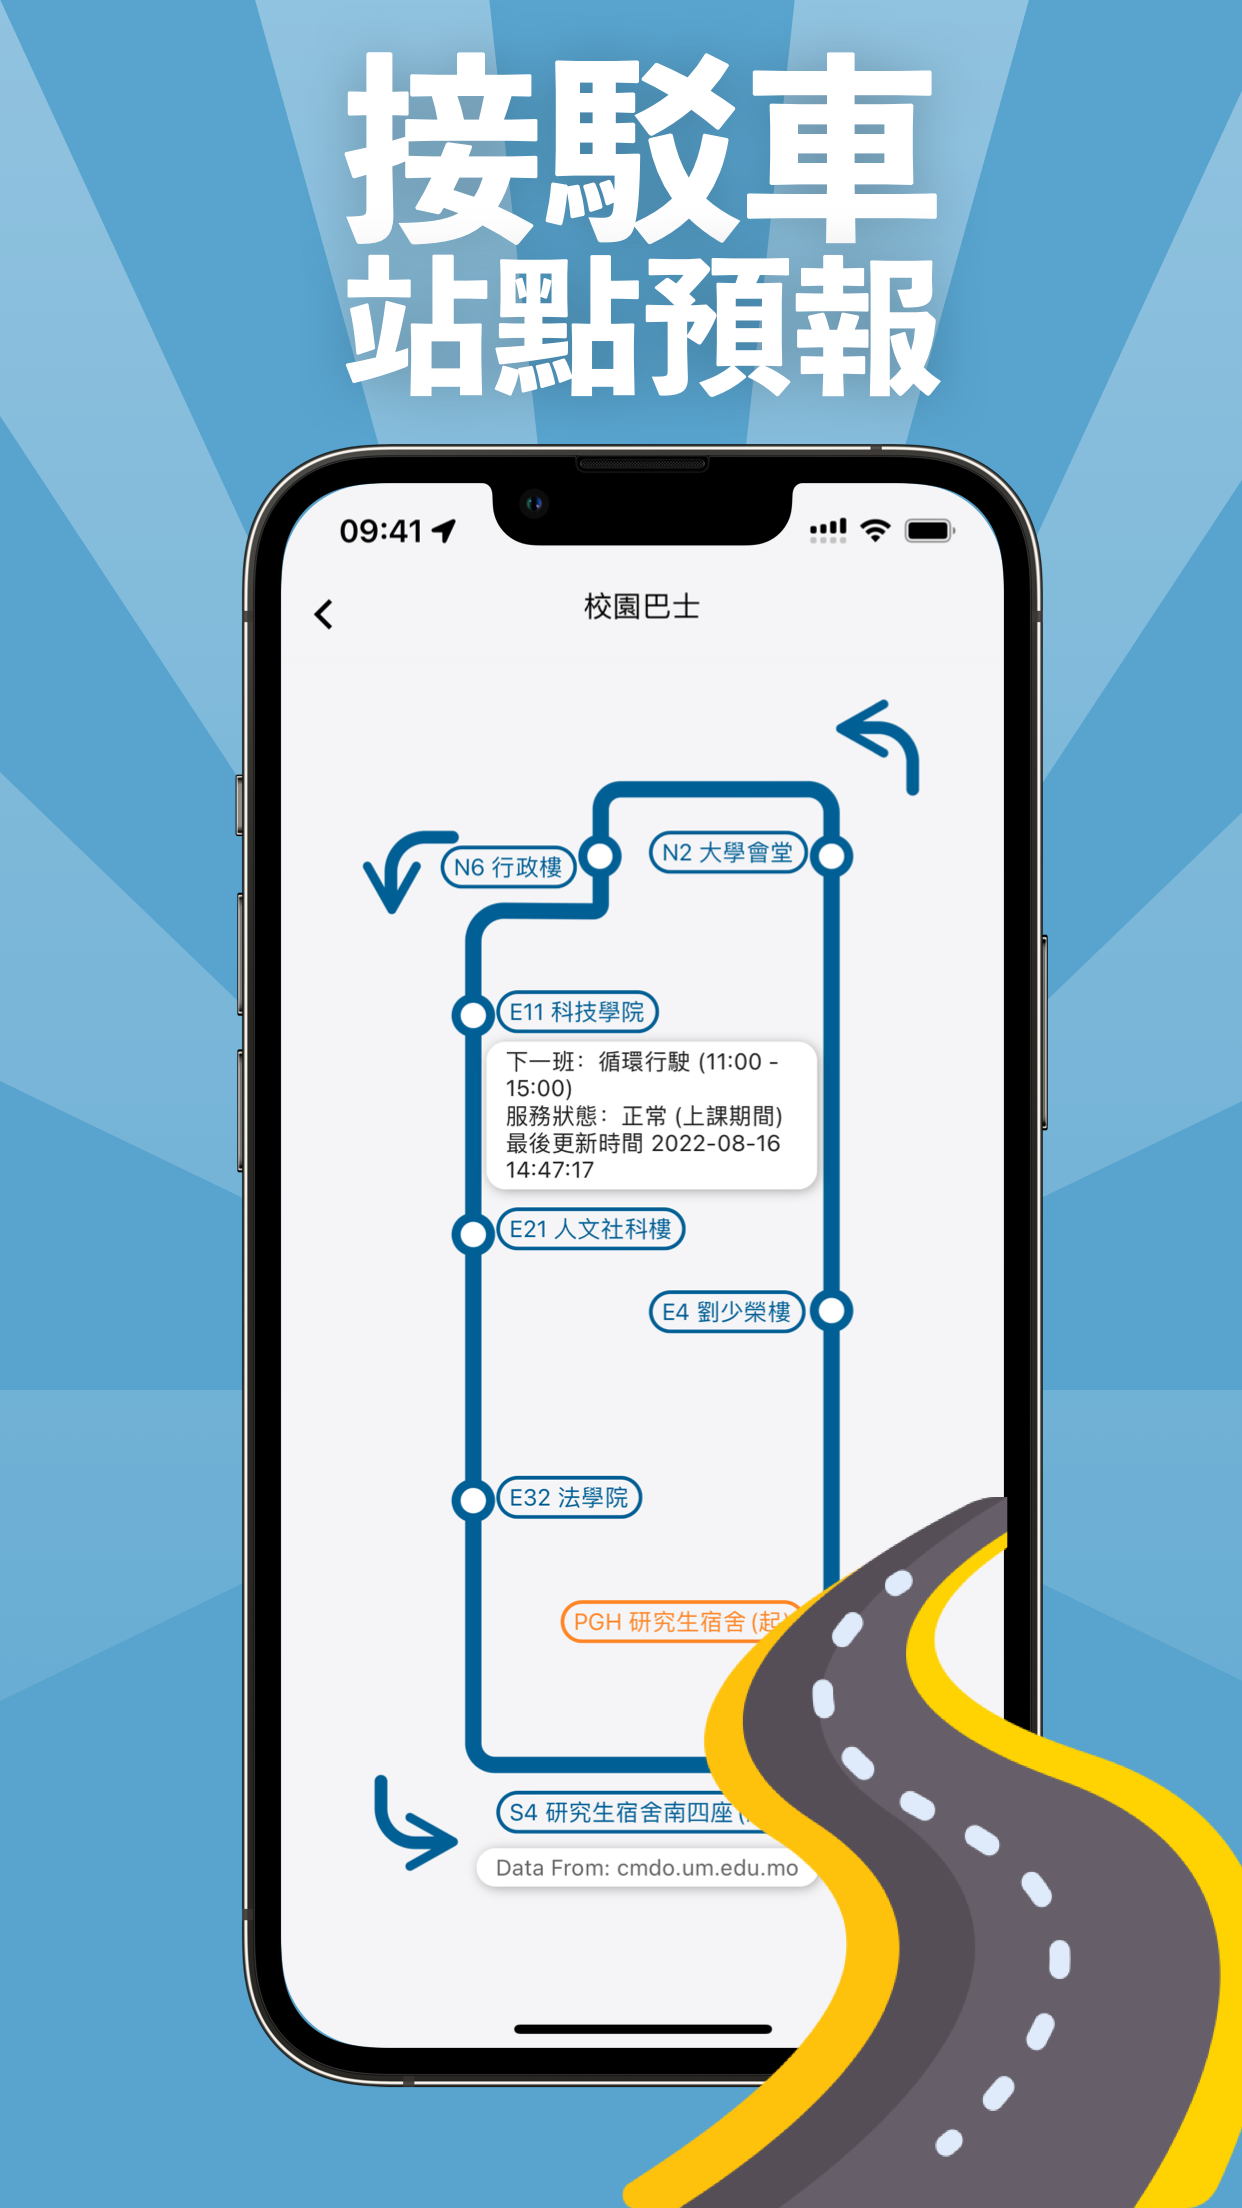 接駁車
站點預報
09:41
校園巴士
N6 行政樓
N2 大學會堂
E11 科技學院
下一班：循環行駛 (11:00 -
15:00)
服務狀態：正常 (上課期間)
最後更新時間 2022-08-16
14:47:17
E21 人文社科樓
E4 劉少榮樓
E32 法學院
PGH 研究生宿舍 (起
S4 研究生宿舍南四座 (
Data From: cmdo.um.edu.mo